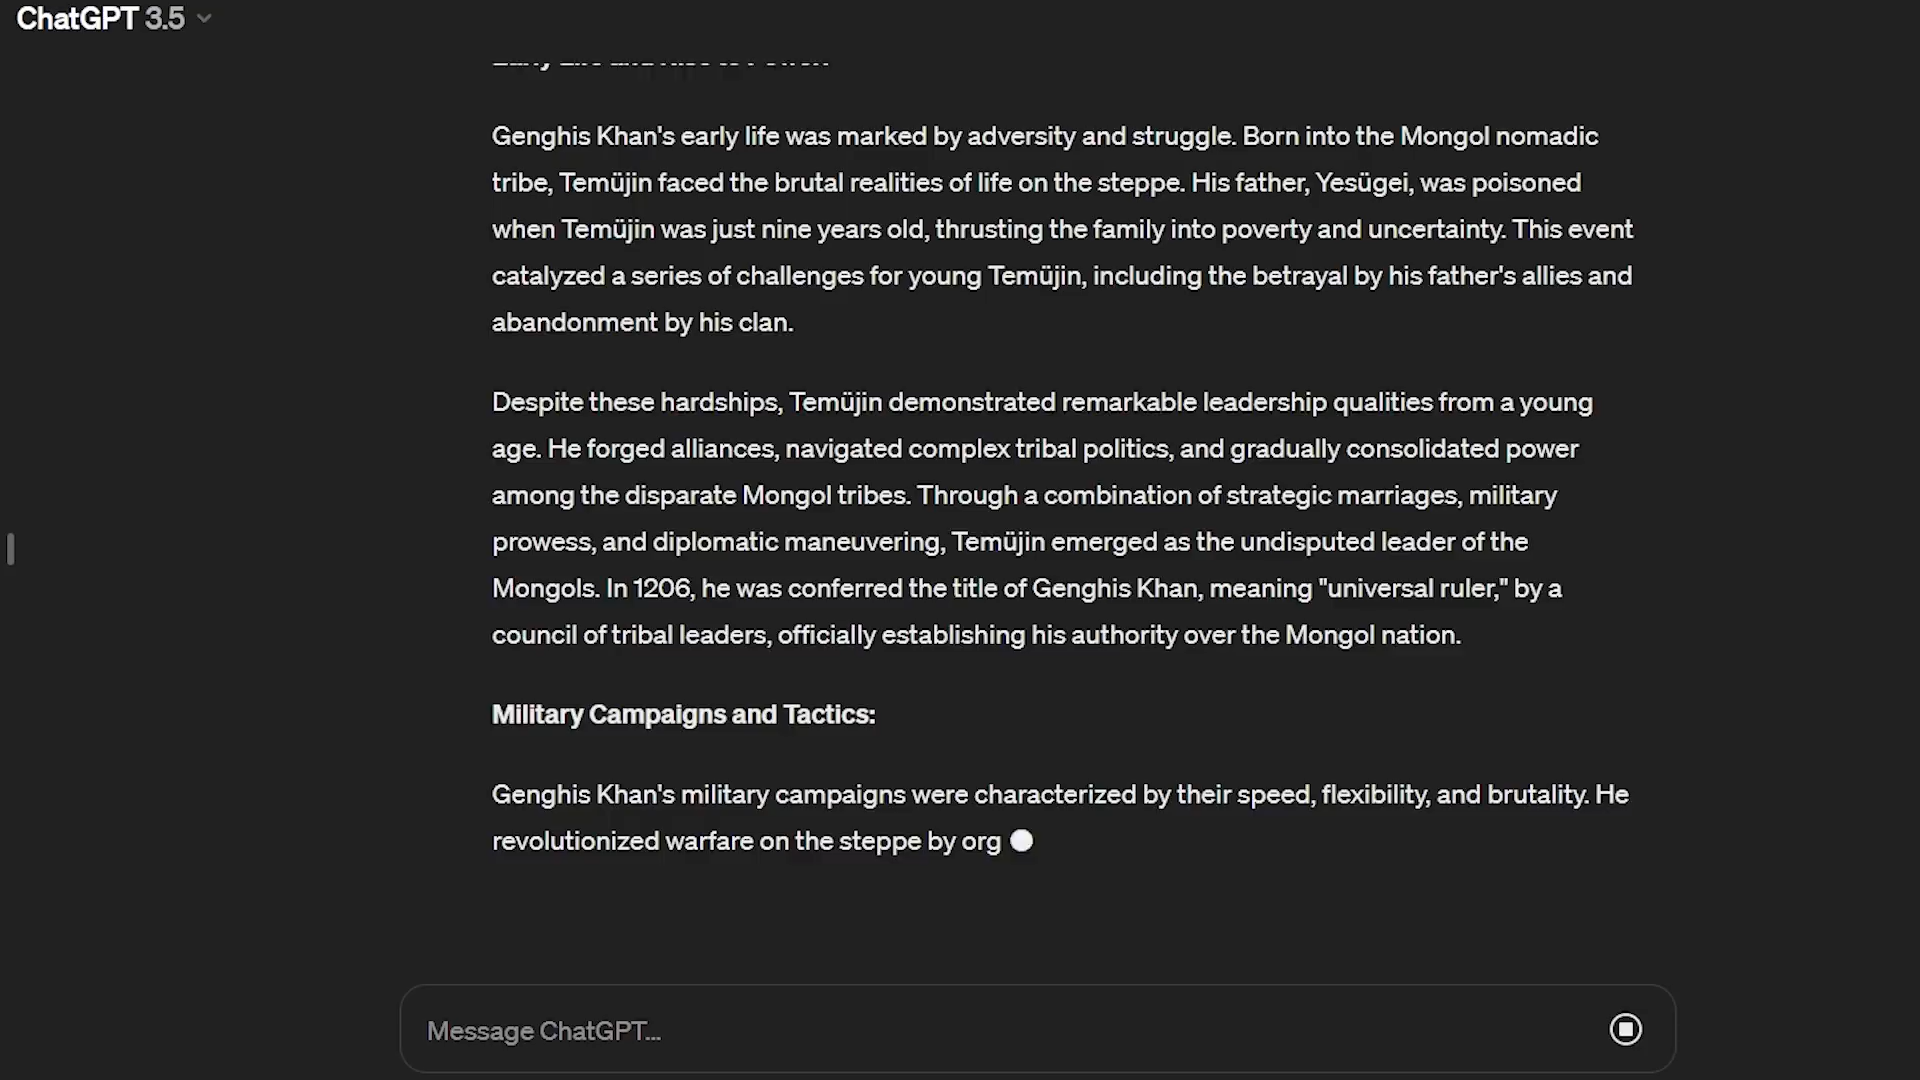 ChatGPT 3.5
Genghis Khan's early life was marked by adversity and struggle. Born into the Mongol nomadic
tribe, Temüjin faced the brutal realities of life on the steppe. His father, Yesügei, was poisoned
when Temüjin was just nine years old, thrusting the family into poverty and uncertainty. This event
catalyzed a series of challenges for young Temüjin, including the betrayal by his father's allies and
abandonment by his clan.
Despite these hardships, Temüjin demonstrated remarkable leadership qualities from a young
age. He forged alliances, navigated complex tribal politics, and gradually consolidated power
among the disparate Mongol tribes. Through a combination of strategic marriages, military
prowess, and diplomatic maneuvering, Temüjin emerged as the undisputed leader of the
Mongols. In 1206, he was conferred the title of Genghis Khan, meaning "universal ruler," by a
council of tribal leaders, officially establishing his authority over the Mongol nation.
Military Campaigns and Tactics:
Genghis Khan's military campaigns were characterized by their speed, flexibility, and brutality. He
revolutionized warfare on the steppe by org
Message ChatGPT...